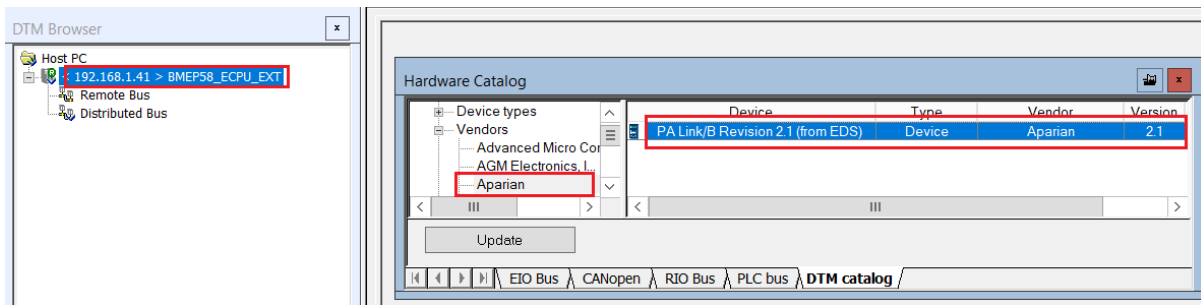 DTM Browser
x
Host PC
< 192.168.1.41 > BMEP58_ECPU_EXT
Remote Bus
Distributed Bus
Hardware Catalog
x
Device types
Vendors
Advanced Micro Cor
AGM Electronics, I...
Aparian
Device Type Vendor Version
PA Link/B Revision 2.1 (from EDS) Device Aparian 2.1
Update
EIO Bus CANopen RIO Bus PLC bus DTM catalog